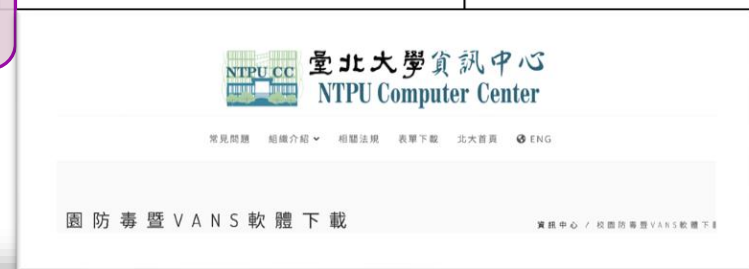 NTPU CC
臺北大學資訊中心
NTPU Computer Center
常見問題 組織介紹 相關法規 表單下載 北大首頁 ENG
園防毒暨VANS軟體下載
資訊中心 / 校園防毒暨VANS軟體下載